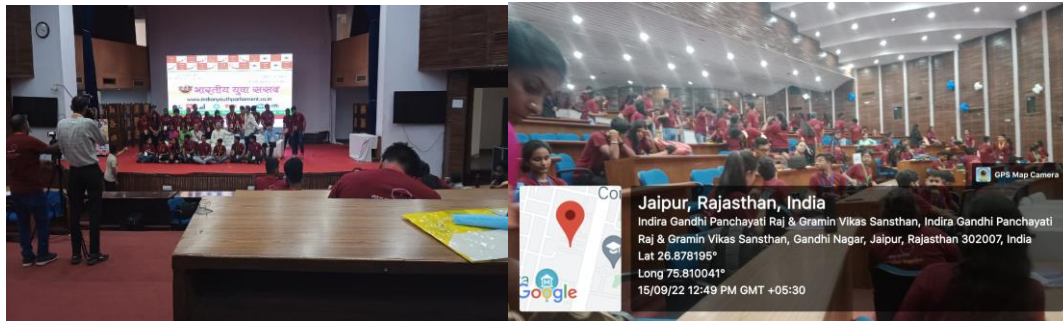 भारतीय युवा संसद
www.indianyouthparliament.co.in
GPS Map Camera
Jaipur, Rajasthan, India
Indira Gandhi Panchayati Raj & Gramin Vikas Sansthan, Indira Gandhi Panchayati
Raj & Gramin Vikas Sansthan, Gandhi Nagar, Jaipur, Rajasthan 302007, India
Lat 26.878195°
Long 75.810041°
15/09/22 12:49 PM GMT +05:30
Google